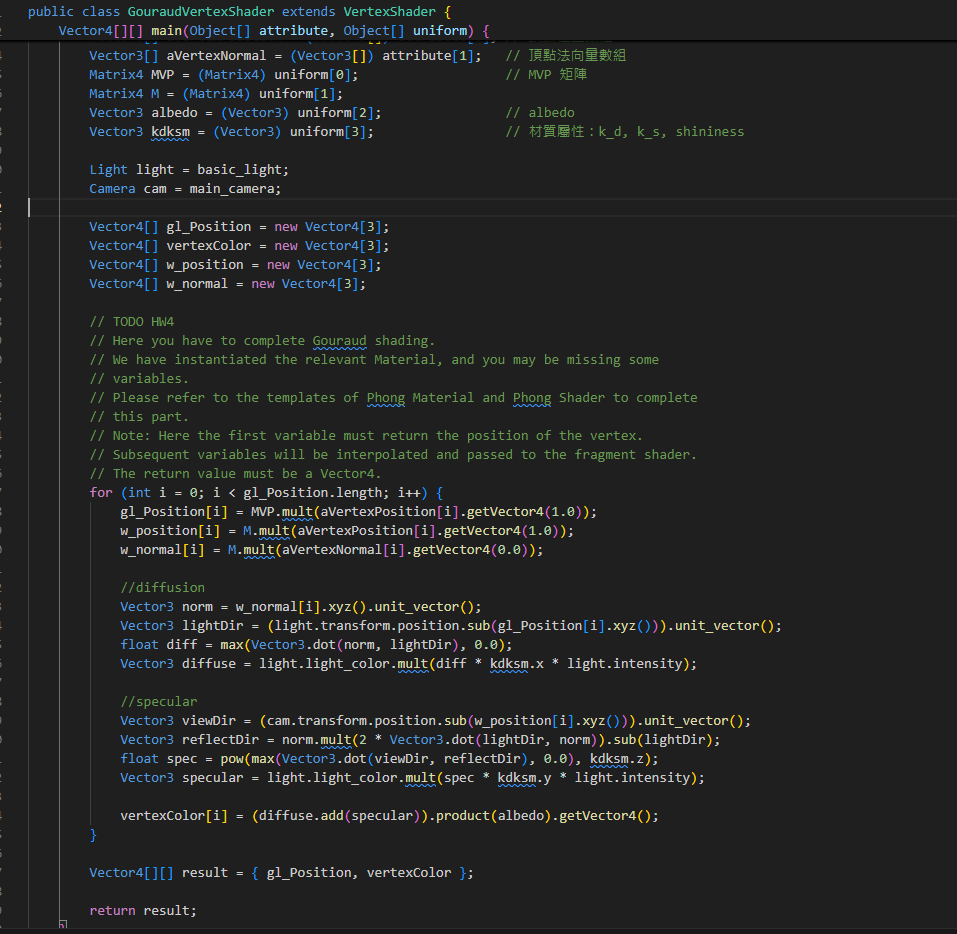 public class GouraudVertexShader extends VertexShader {
Vector4[][] main(Object[] attribute, Object[] uniform) {
Vector3[] aVertexNormal = (Vector3[]) attribute[1]; // 頂點法向量數組
Matrix4 MVP = (Matrix4) uniform[0]; // MVP 矩陣
Matrix4 M = (Matrix4) uniform[1];
Vector3 albedo = (Vector3) uniform[2]; // albedo
Vector3 kdksm = (Vector3) uniform[3]; // 材質屬性：k_d, k_s, shininess
Light light = basic_light;
Camera cam = main_camera;
Vector4[] gl_Position = new Vector4[3];
Vector4[] vertexColor = new Vector4[3];
Vector4[] w_position = new Vector4[3];
Vector4[] w_normal = new Vector4[3];
// TODO HW4
// Here you have to complete Gouraud shading.
// We have instantiated the relevant Material, and you may be missing some
// variables.
// Please refer to the templates of Phong Material and Phong Shader to complete
// this part.
// Note: Here the first variable must return the position of the vertex.
// Subsequent variables will be interpolated and passed to the fragment shader.
// The return value must be a Vector4.
for (int i = 0; i < gl_Position.length; i++) {
gl_Position[i] = MVP.mult(aVertexPosition[i].getVector4(1.0));
w_position[i] = M.mult(aVertexPosition[i].getVector4(1.0));
w_normal[i] = M.mult(aVertexNormal[i].getVector4(0.0));
//diffusion
Vector3 norm = w_normal[i].xyz().unit_vector();
Vector3 lightDir = (light.transform.position.sub(gl_Position[i].xyz())).unit_vector();
float diff = max(Vector3.dot(norm, lightDir), 0.0);
Vector3 diffuse = light.light_color.mult(diff * kdksm.x * light.intensity);
//specular
Vector3 viewDir = (cam.transform.position.sub(w_position[i].xyz())).unit_vector();
Vector3 reflectDir = norm.mult(2 * Vector3.dot(lightDir, norm)).sub(lightDir);
float spec = pow(max(Vector3.dot(viewDir, reflectDir), 0.0), kdksm.z);
Vector3 specular = light.light_color.mult(spec * kdksm.y * light.intensity);
vertexColor[i] = (diffuse.add(specular)).product(albedo).getVector4();
}
Vector4[][] result = { gl_Position, vertexColor };
return result;
}